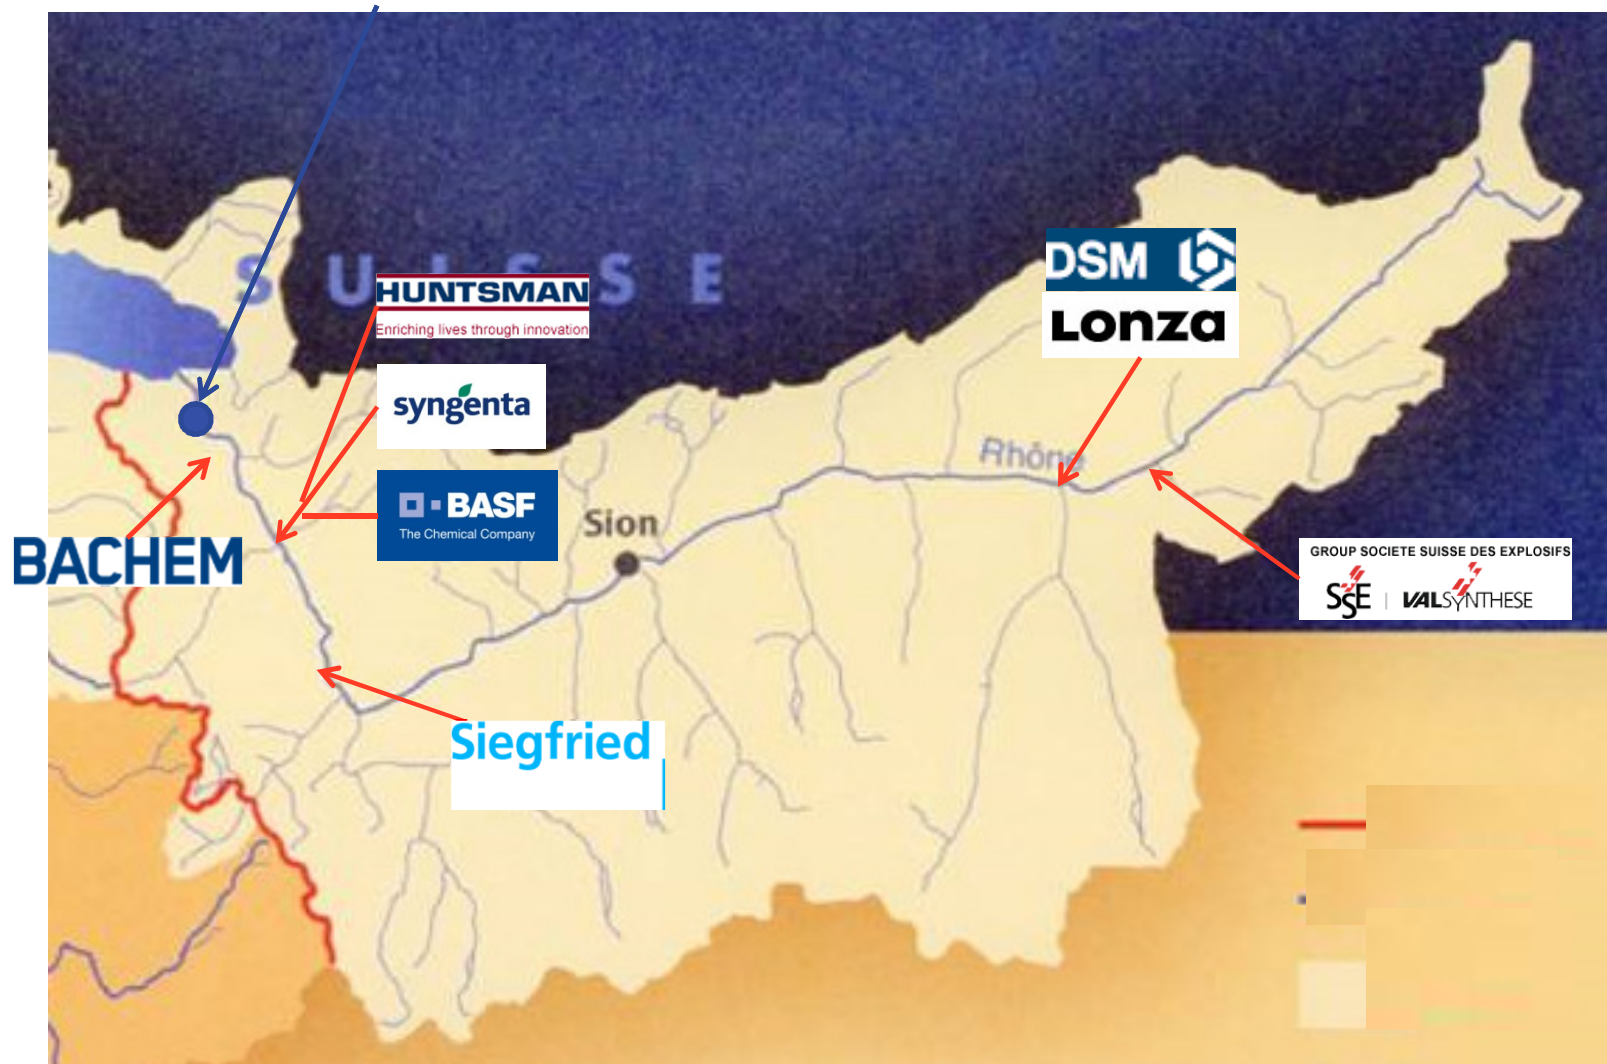 SUISSE
HUNTSMAN
Enriching lives through innovation
DSM
Lonza
syngenta
Rhône
BASF
The Chemical Company
Sion
BACHEM
GROUP SOCIETE SUISSE DES EXPLOSIFS
SSE | VALSYNTHESE
Siegfried